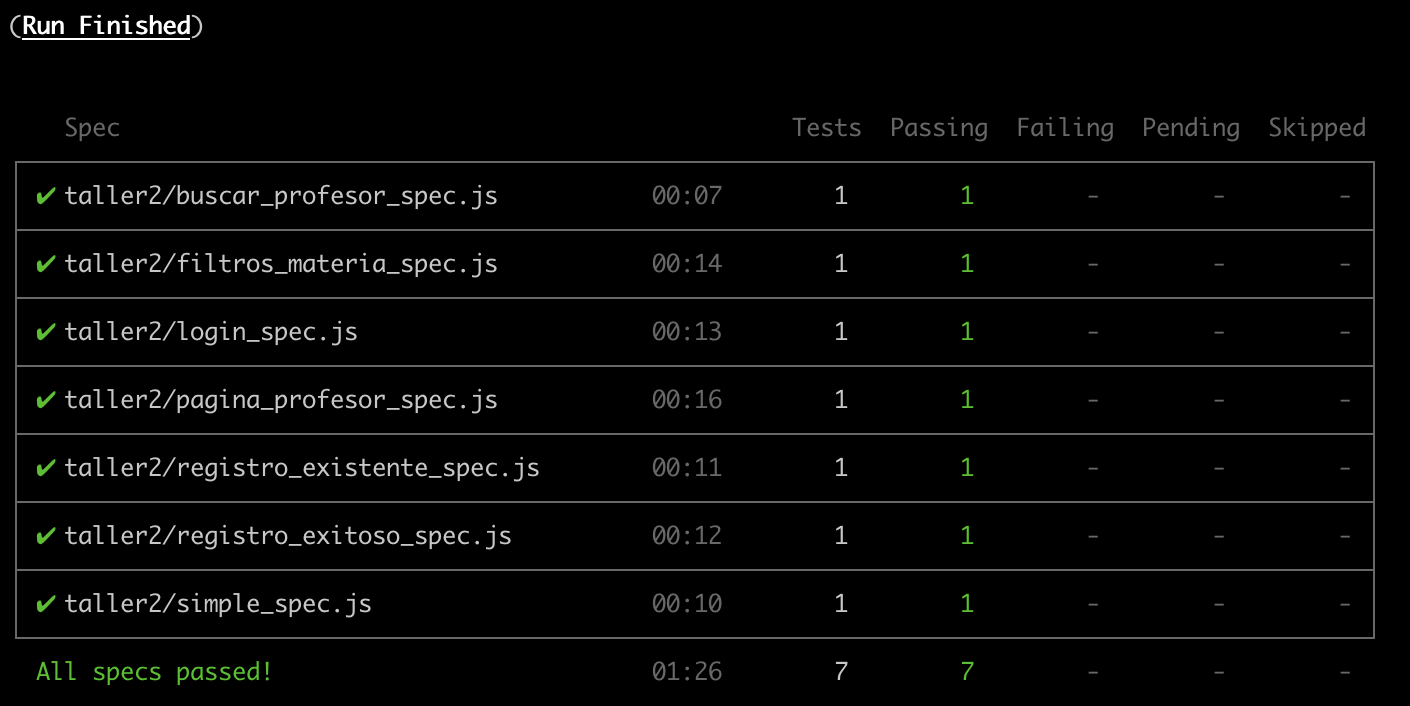 (Run Finished)
Spec Tests Passing Failing Pending Skipped
✔ taller2/buscar_profesor_spec.js 00:07 1 1 - - -
✔ taller2/filtros_materia_spec.js 00:14 1 1 - - -
✔ taller2/login_spec.js 00:13 1 1 - - -
✔ taller2/pagina_profesor_spec.js 00:16 1 1 - - -
✔ taller2/registro_existente_spec.js 00:11 1 1 - - -
✔ taller2/registro_exitoso_spec.js 00:12 1 1 - - -
✔ taller2/simple_spec.js 00:10 1 1 - - -
All specs passed! 01:26 7 7 - - -